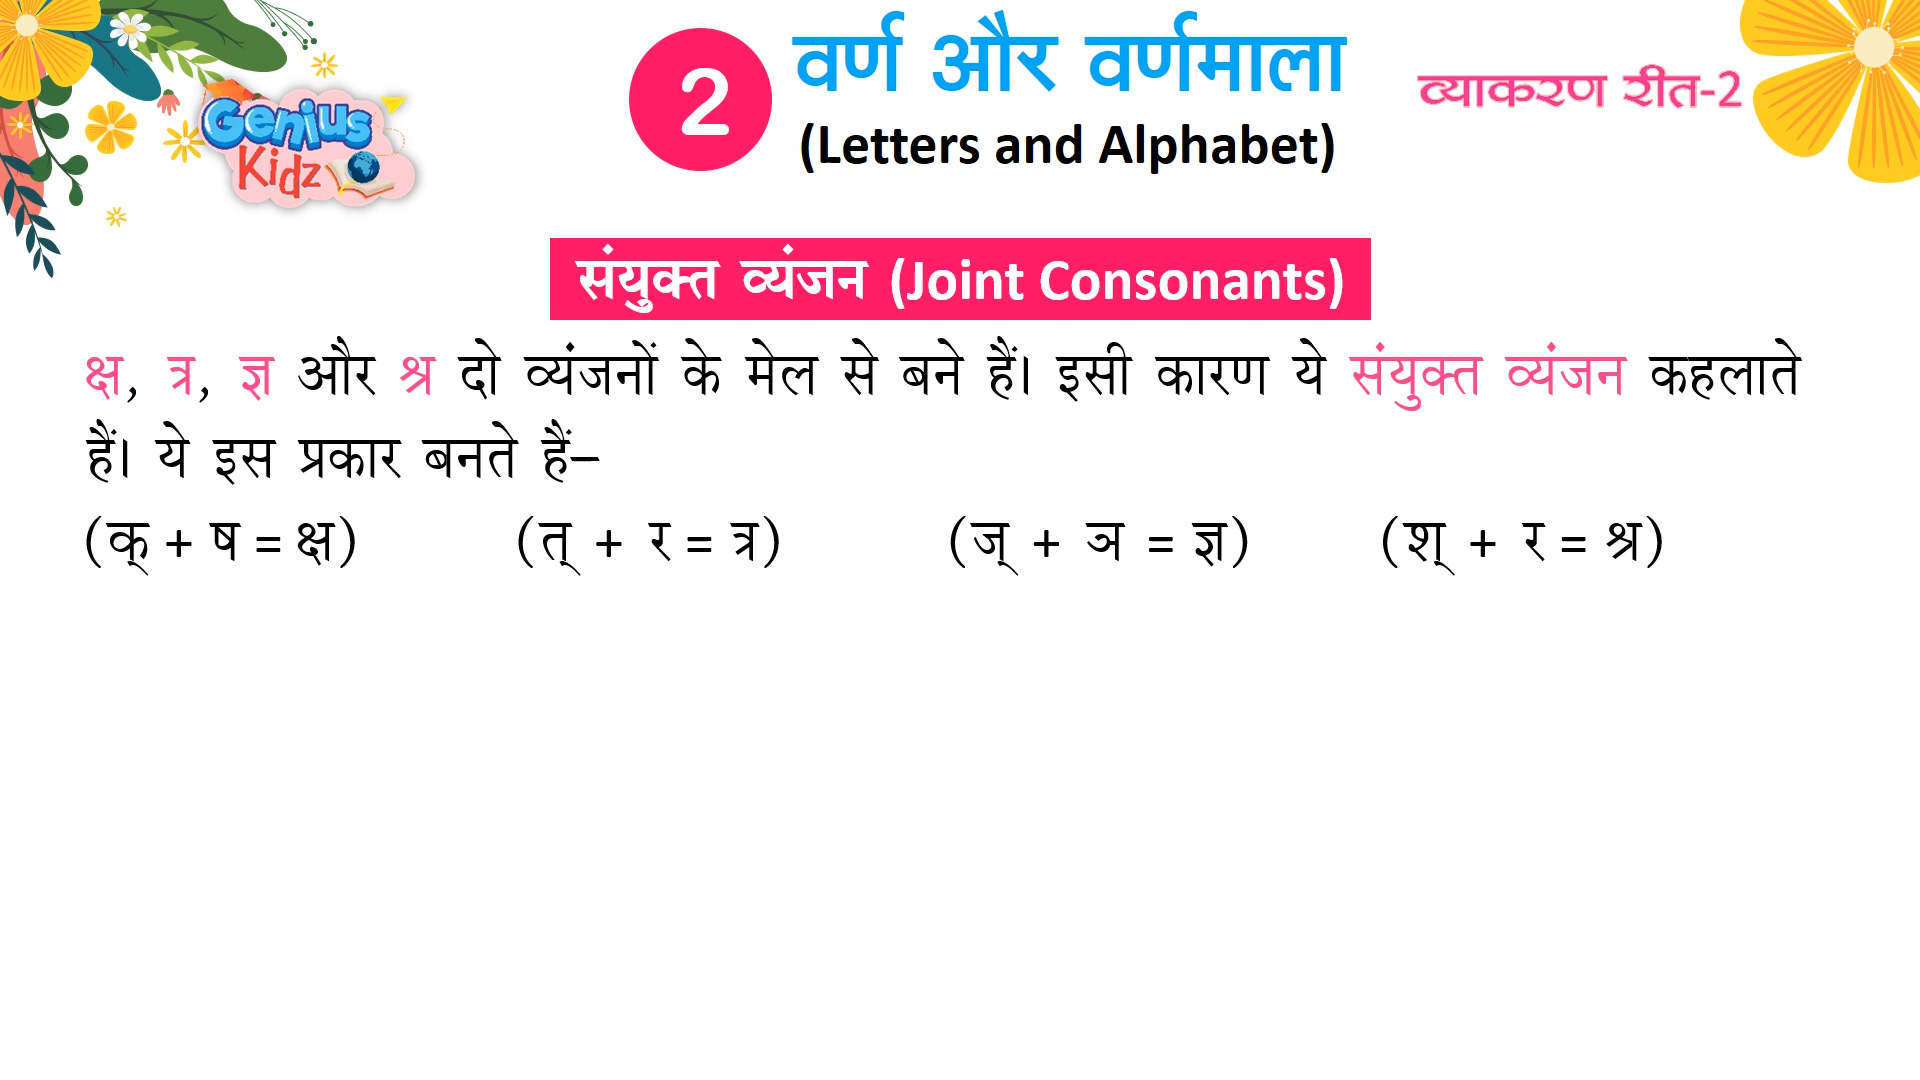 Genius
Kidz
2
वर्ण और वर्णमाला
(Letters and Alphabet)
व्याकरण रीत-2
संयुक्त व्यंजन (Joint Consonants)
क्ष, त्र, ज्ञ और श्र दो व्यंजनों के मेल से बने हैं। इसी कारण ये संयुक्त व्यंजन कहलाते
हैं। ये इस प्रकार बनते हैं–
(क् + ष = क्ष) (त् + र = त्र) (ज् + ञ = ज्ञ) (श् + र = श्र)